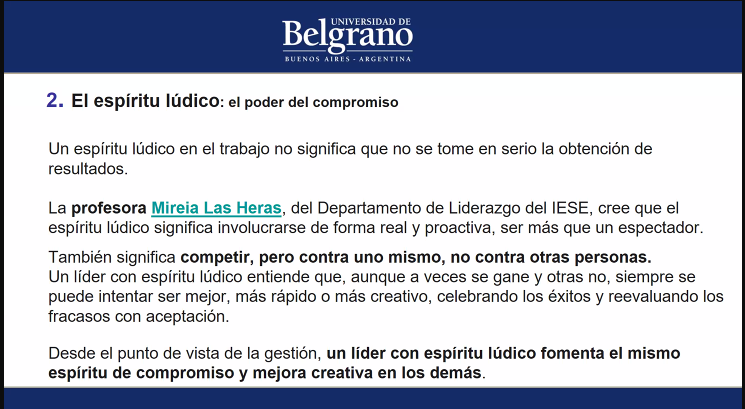 UNIVERSIDAD DE
Belgrano
BUENOS AIRES - ARGENTINA
2. El espíritu lúdico: el poder del compromiso
Un espíritu lúdico en el trabajo no significa que no se tome en serio la obtención de
resultados.
La profesora Mireia Las Heras, del Departamento de Liderazgo del IESE, cree que el
espíritu lúdico significa involucrarse de forma real y proactiva, ser más que un espectador.
También significa competir, pero contra uno mismo, no contra otras personas.
Un líder con espíritu lúdico entiende que, aunque a veces se gane y otras no, siempre se
puede intentar ser mejor, más rápido o más creativo, celebrando los éxitos y reevaluando los
fracasos con aceptación.
Desde el punto de vista de la gestión, un líder con espíritu lúdico fomenta el mismo
espíritu de compromiso y mejora creativa en los demás.